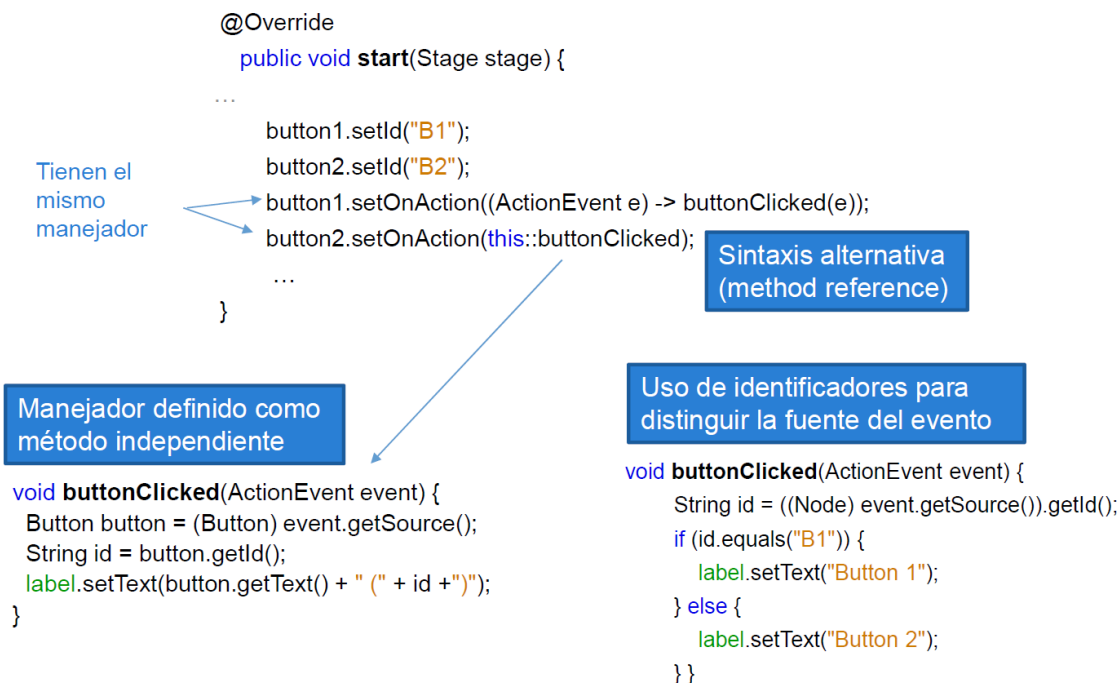 @Override
public void start(Stage stage) {
...
button1.setId("B1");
button2.setId("B2");
Tienen el
mismo
manejador
button1.setOnAction((ActionEvent e) -> buttonClicked(e));
button2.setOnAction(this::buttonClicked);
...
}
Sintaxis alternativa
(method reference)
Manejador definido como
método independiente
void buttonClicked(ActionEvent event) {
Button button = (Button) event.getSource();
String id = button.getId();
label.setText(button.getText() + " (" + id +")");
}
Uso de identificadores para
distinguir la fuente del evento
void buttonClicked(ActionEvent event) {
String id = ((Node) event.getSource()).getId();
if (id.equals("B1")) {
label.setText("Button 1");
} else {
label.setText("Button 2");
} }